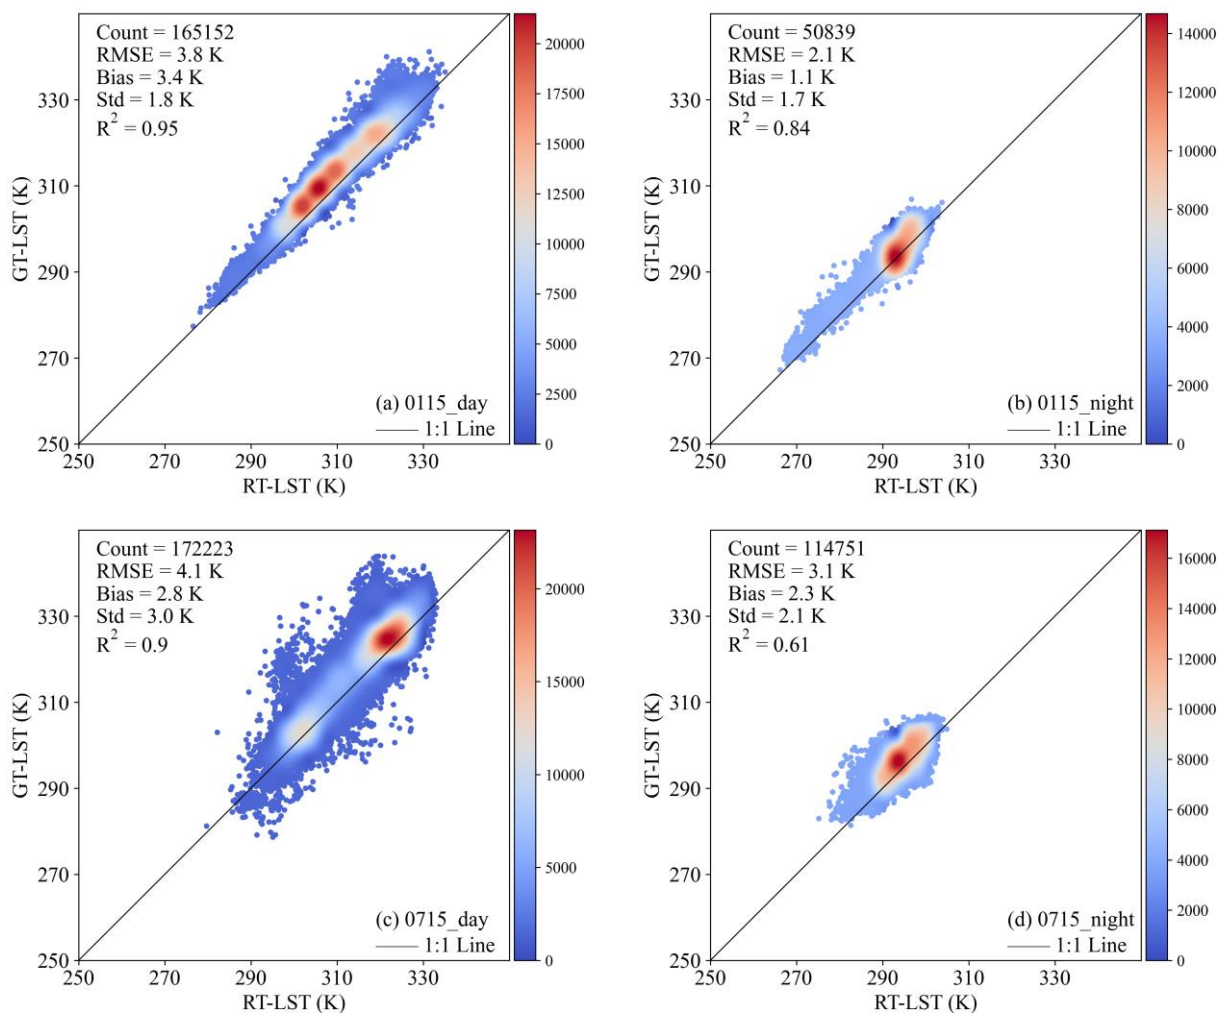 Count = 165152
RMSE = 3.8 K
Bias = 3.4 K
Std = 1.8 K
R² = 0.95
330
310
290
270
250
GT-LST (K)
250 270 290 310 330
RT-LST (K)
(a) 0115_day
1:1 Line
20000
17500
15000
12500
10000
7500
5000
2500
0
Count = 50839
RMSE = 2.1 K
Bias = 1.1 K
Std = 1.7 K
R² = 0.84
330
310
290
270
250
GT-LST (K)
250 270 290 310 330
RT-LST (K)
(b) 0115_night
1:1 Line
14000
12000
10000
8000
6000
4000
2000
0
Count = 172223
RMSE = 4.1 K
Bias = 2.8 K
Std = 3.0 K
R² = 0.9
330
310
290
270
250
GT-LST (K)
250 270 290 310 330
RT-LST (K)
(c) 0715_day
1:1 Line
20000
15000
10000
5000
0
Count = 114751
RMSE = 3.1 K
Bias = 2.3 K
Std = 2.1 K
R² = 0.61
330
310
290
270
250
GT-LST (K)
250 270 290 310 330
RT-LST (K)
(d) 0715_night
1:1 Line
16000
14000
12000
10000
8000
6000
4000
2000
0